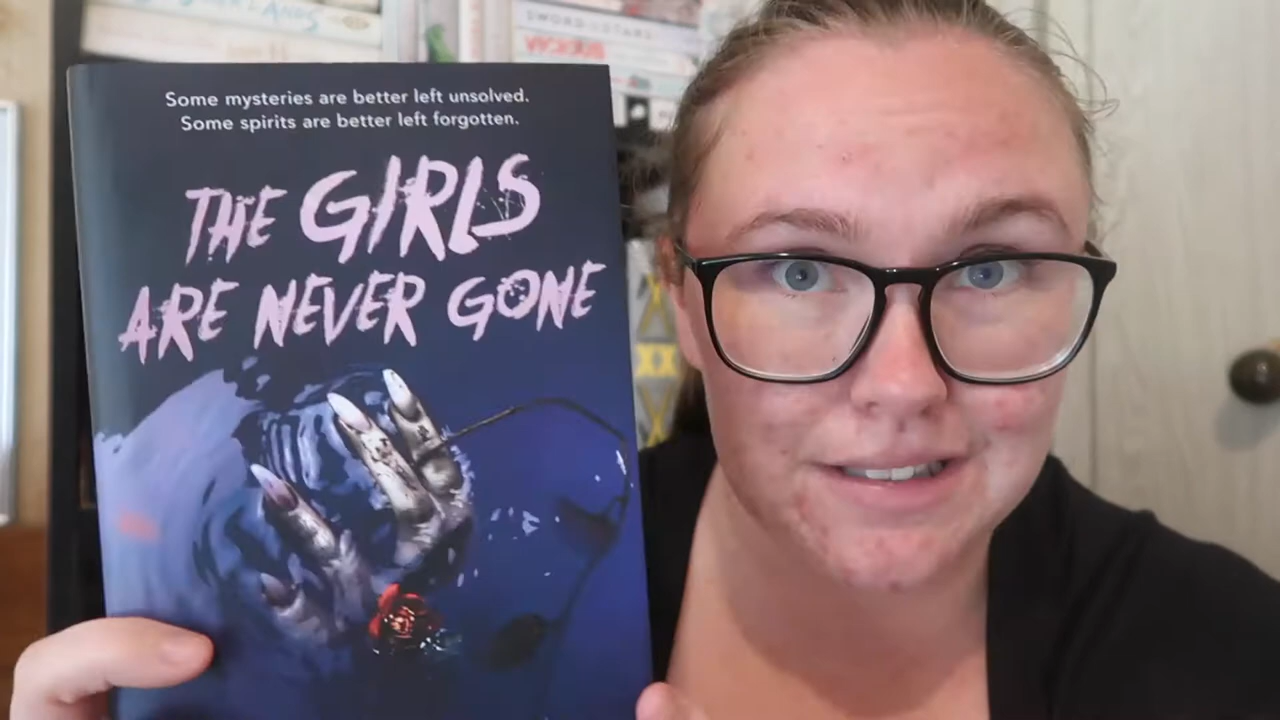 Some mysteries are better left unsolved.
Some spirits are better left forgotten.
THE GIRLS
ARE NEVER GONE